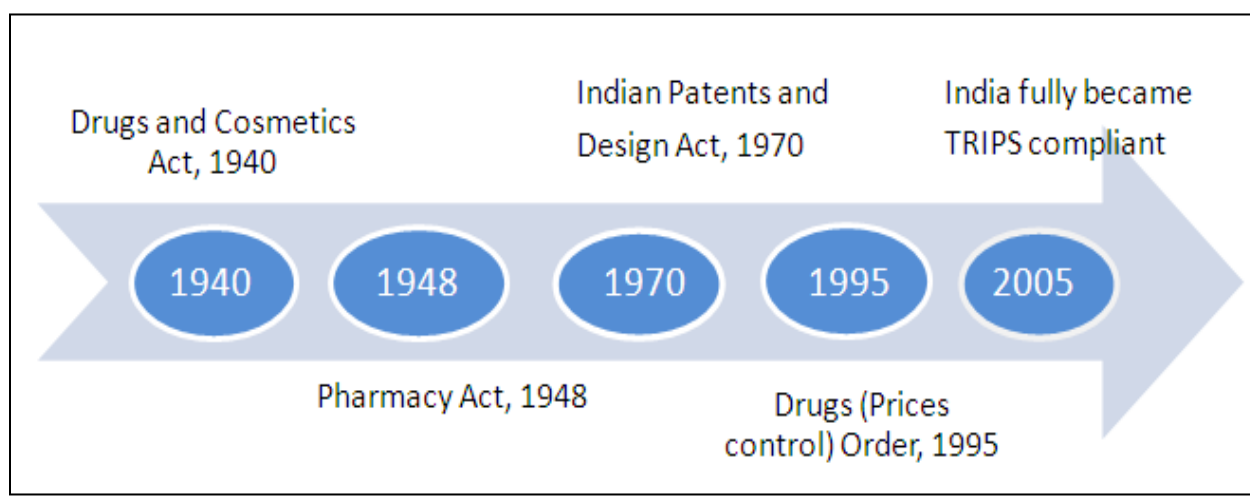 Drugs and Cosmetics
Act, 1940
Indian Patents and
Design Act, 1970
India fully became
TRIPS compliant
1940
1948
1970
1995
2005
Pharmacy Act, 1948
Drugs (Prices
control) Order, 1995